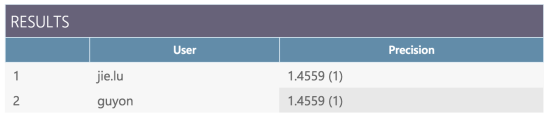 RESULTS
User Precision
1 jie.lu 1.4559 (1)
2 guyon 1.4559 (1)